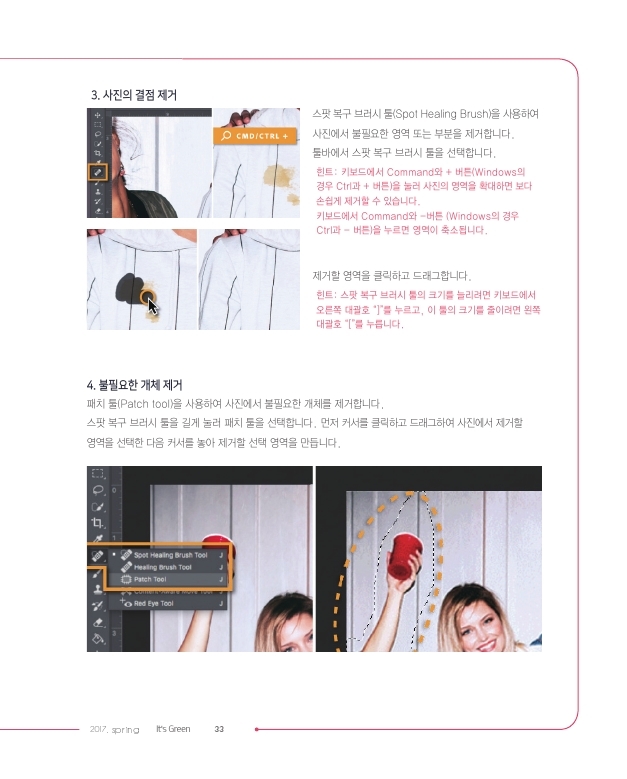 3. 사진의 결점 제거
CMD/CTRL +
스팟 복구 브러시 툴(Spot Healing Brush)을 사용하여
사진에서 불필요한 영역 또는 부분을 제거합니다.
툴바에서 스팟 복구 브러시 툴을 선택합니다.
힌트: 키보드에서 Command와 + 버튼(Windows의
경우 Ctrl과 + 버튼)을 눌러 사진의 영역을 확대하면 보다
손쉽게 제거할 수 있습니다.
키보드에서 Command와 -버튼 (Windows의 경우
Ctrl과 - 버튼)을 누르면 영역이 축소됩니다.
제거할 영역을 클릭하고 드래그합니다.
힌트: 스팟 복구 브러시 툴의 크기를 늘리려면 키보드에서
오른쪽 대괄호 "]"를 누르고, 이 툴의 크기를 줄이려면 왼쪽
대괄호 "["를 누릅니다.
4. 불필요한 개체 제거
패치 툴(Patch tool)을 사용하여 사진에서 불필요한 개체를 제거합니다.
스팟 복구 브러시 툴을 길게 눌러 패치 툴을 선택합니다. 먼저 커서를 클릭하고 드래그하여 사진에서 제거할
영역을 선택한 다음 커서를 놓아 제거할 선택 영역을 만듭니다.
0
1
Spot Healing Brush Tool J
Healing Brush Tool J
Patch Tool J
Content-Aware Move Tool J
Red Eye Tool J
3
2017. spring It's Green 33